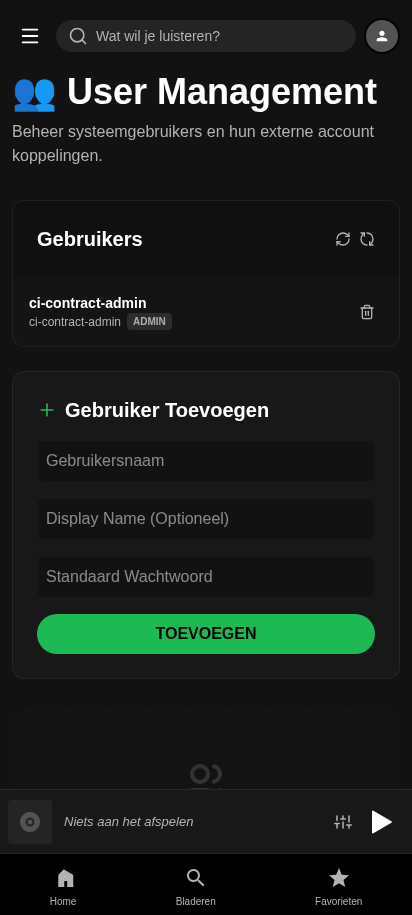 Wat wil je luisteren?
👥 User Management
Beheer systeemgebruikers en hun externe account
koppelingen.
Gebruikers
ci-contract-admin
ci-contract-admin ADMIN
Gebruiker Toevoegen
Gebruikersnaam
Display Name (Optioneel)
Standaard Wachtwoord
TOEVOEGEN
Niets aan het afspelen
Home Bladeren Favorieten